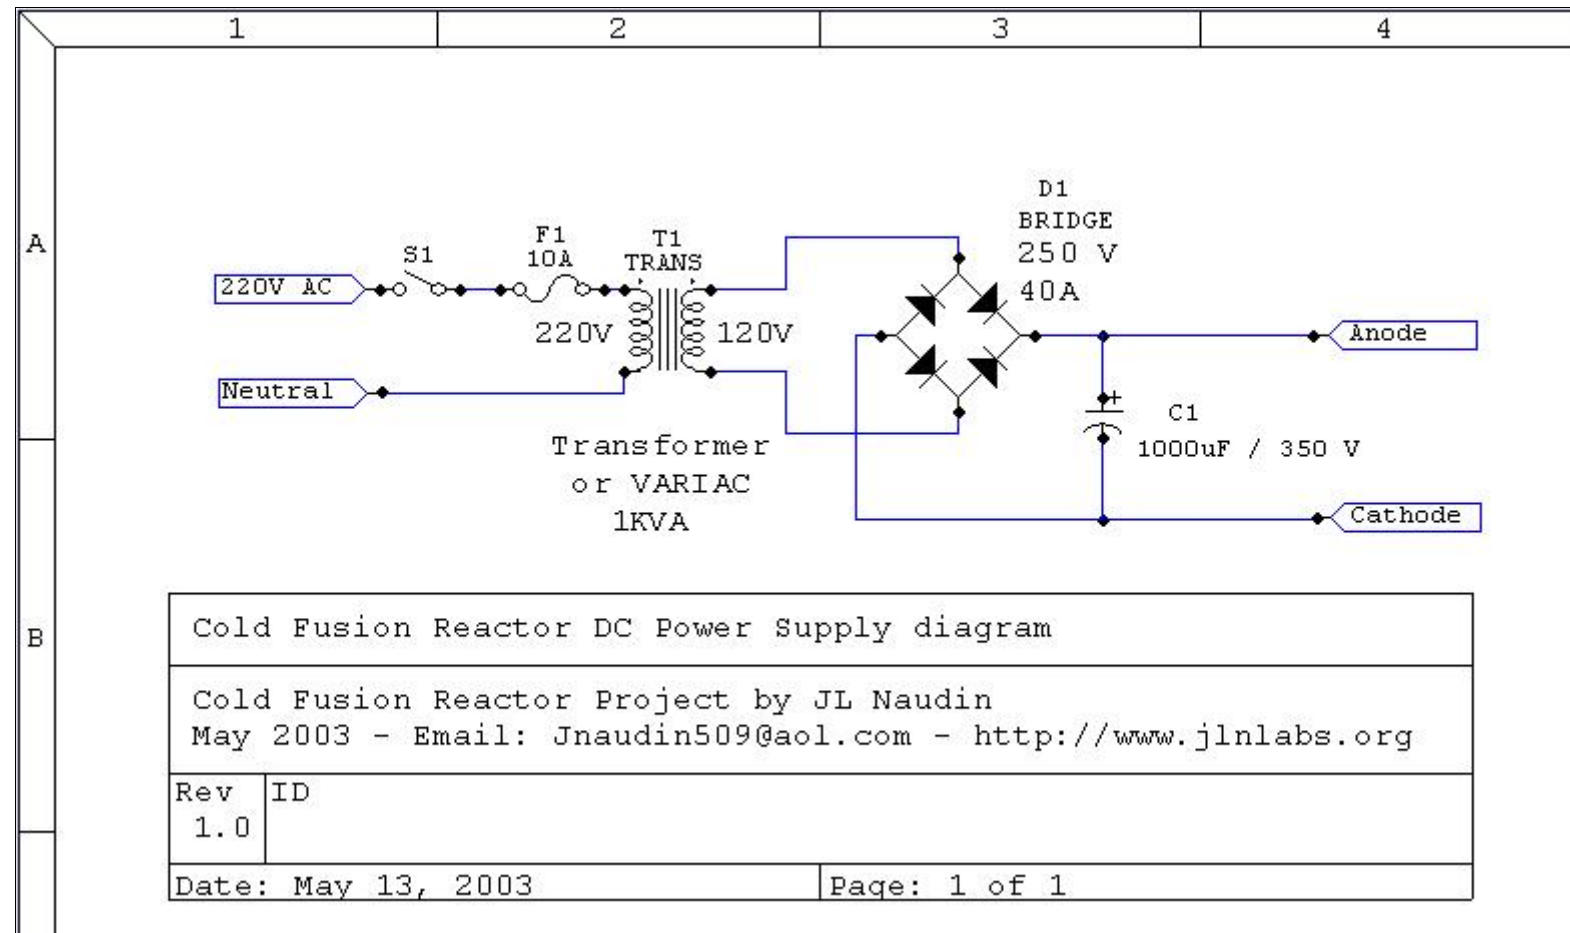 1 2 3 4
A
B
D1
BRIDGE
250 V
40A
S1
F1
10A
T1
TRANS
220V AC
220V
120V
Anode
Neutral
C1
1000uF / 350 V
Transformer
or VARIAC
1KVA
Cathode
Cold Fusion Reactor DC Power Supply diagram
Cold Fusion Reactor Project by JL Naudin
May 2003 - Email: Jnaudin509@aol.com - http://www.jlnlabs.org
Rev ID
1.0
Date: May 13, 2003 Page: 1 of 1